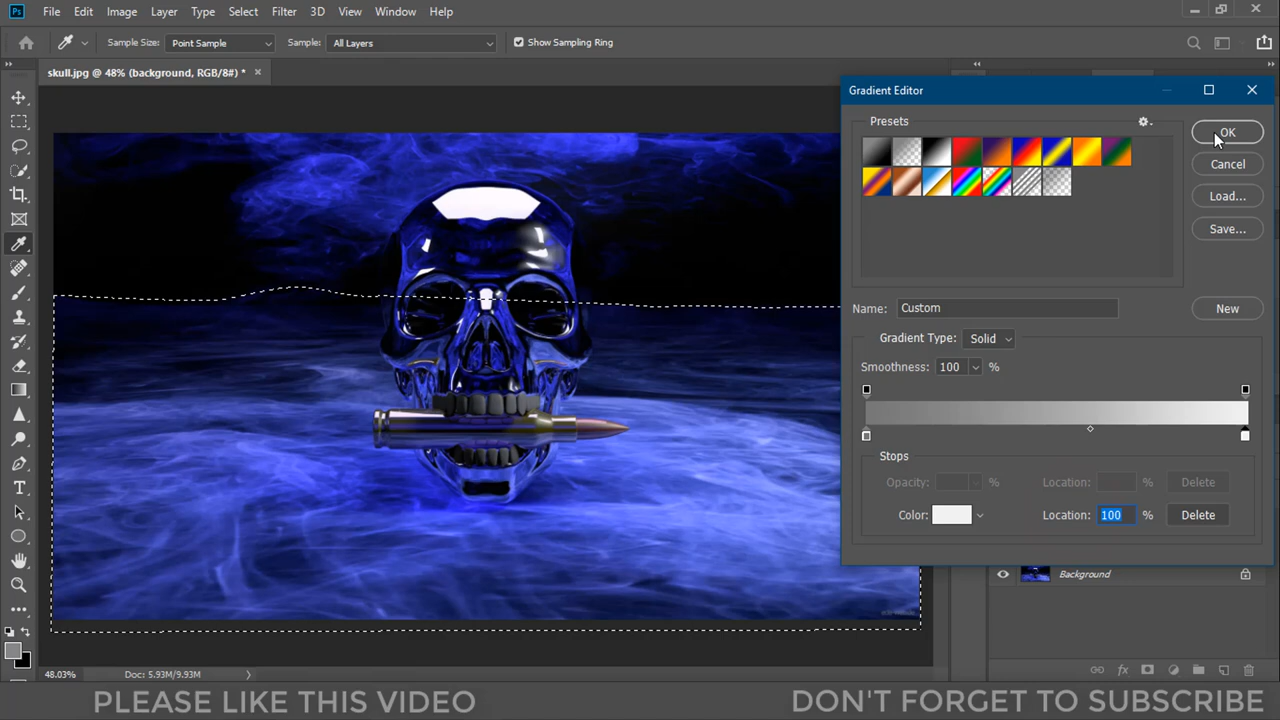 Ps File Edit Image Layer Type Select Filter 3D View Window Help
Sample Size: Point Sample Sample: All Layers Show Sampling Ring
skull.jpg @ 48% (background, RGB/8#) *
Gradient Editor
Presets
OK
Cancel
Load...
Save...
Name: Custom
New
Gradient Type: Solid
Smoothness: 100 %
Stops
Opacity: % Location: % Delete
Color: Location: 100 % Delete
Background
48.03% Doc: 5.93M/9.93M
PLEASE LIKE THIS VIDEO
DON'T FORGET TO SUBSCRIBE